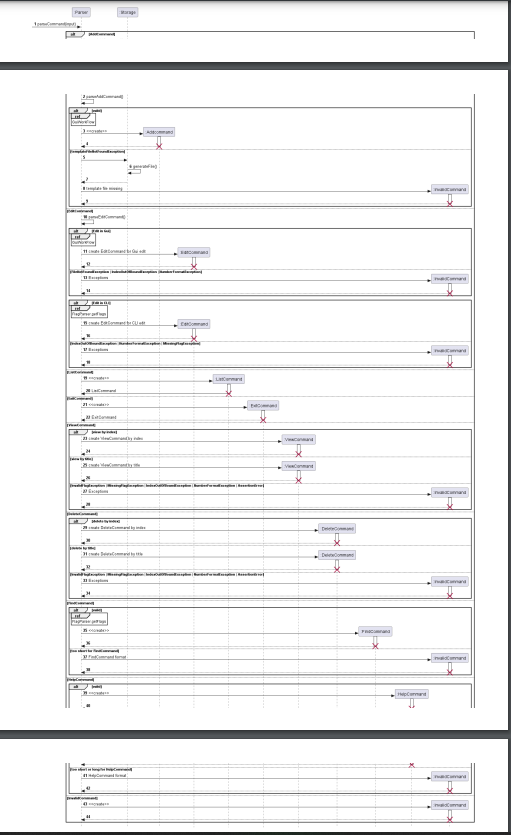 :Parser :Storage
1 parseCommand(input)
alt [AddCommand]
2 parseAddCommand()
alt [valid]
ref
GuiWorkFlow
3 <<create>> :Addcommand
4
[templateFileNotFoundException]
5
6 generateFile()
7
8 template file missing :InvalidCommand
9
[EditCommand]
10 parseEditCommand()
alt [Edit in Gui]
ref
GuiWorkFlow
11 create EditCommand for Gui edit :EditCommand
12
[FileNotFoundException | IndexOutOfBoundException | NumberFormatException]
13 Exceptions :InvalidCommand
14
alt [Edit in CLI]
ref
FlagParser:getFlags
15 create EditCommand for CLI edit :EditCommand
16
[IndexOutOfBoundException | NumberFormatException | MissingFlagException]
17 Exceptions :InvalidCommand
18
[ListCommand]
19 <<create>> :ListCommand
20 ListCommand
[ExitCommand]
21 <<create>> :ExitCommand
22 ExitCommand
[ViewCommand]
alt [view by index]
23 create ViewCommand by index :ViewCommand
24
[view by title]
25 create ViewCommand by title :ViewCommand
26
[InvalidFlagException | MissingFlagException | IndexOutOfBoundException | NumberFormatException | AssertionError]
27 Exceptions :InvalidCommand
28
[DeleteCommand]
alt [delete by index]
29 create DeleteCommand by index :DeleteCommand
30
[delete by title]
31 create DeleteCommand by title :DeleteCommand
32
[InvalidFlagException | MissingFlagException | IndexOutOfBoundException | NumberFormatException | AssertionError]
33 Exceptions :InvalidCommand
34
[FindCommand]
alt [valid]
ref
FlagParser:getFlags
35 <<create>> :FindCommand
36
[too short for FindCommand]
37 FindCommand format :InvalidCommand
38
[HelpCommand]
alt [valid]
39 <<create>> :HelpCommand
40
[too short or long for HelpCommand]
41 HelpCommand format :InvalidCommand
42
[InvalidCommand]
43 <<create>> :InvalidCommand
44